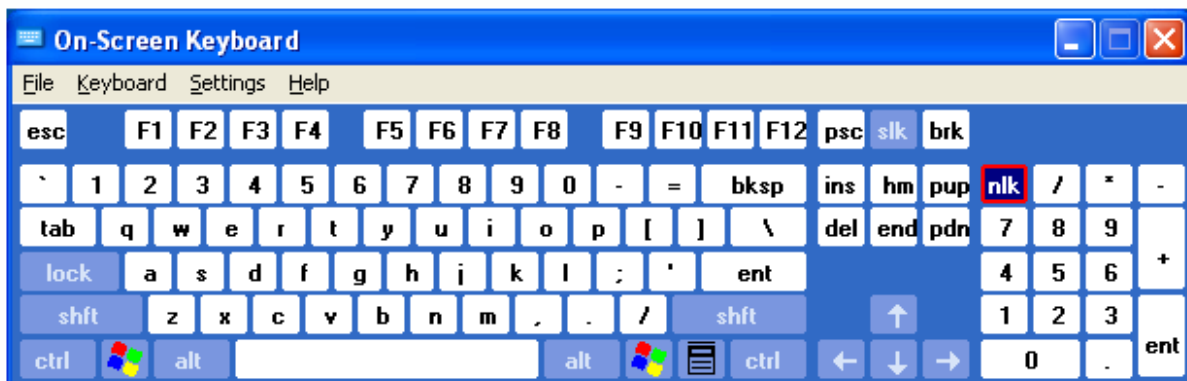 On-Screen Keyboard
File Keyboard Settings Help
esc F1 F2 F3 F4 F5 F6 F7 F8 F9 F10 F11 F12 psc slk brk
` 1 2 3 4 5 6 7 8 9 0 - = bksp ins hm pup nlk / * -
tab q w e r t y u i o p [ ] \ del end pdn 7 8 9 +
lock a s d f g h j k l ; ' ent 4 5 6
shft z x c v b n m , . / shft ↑ 1 2 3 ent
ctrl alt alt ctrl ← ↓ → 0 .